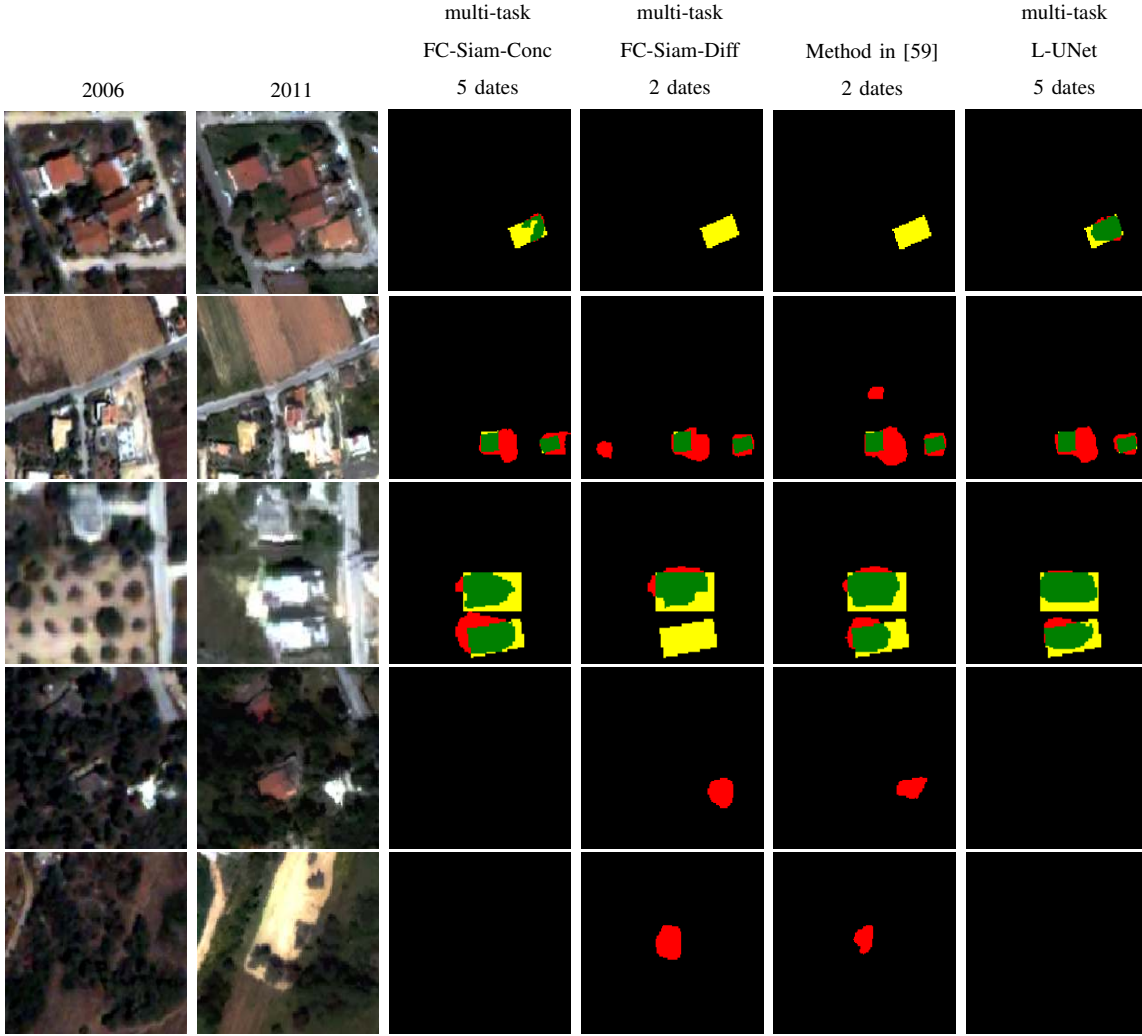 multi-task multi-task multi-task
FC-Siam-Conc FC-Siam-Diff Method in [59] L-UNet
2006 2011 5 dates 2 dates 2 dates 5 dates